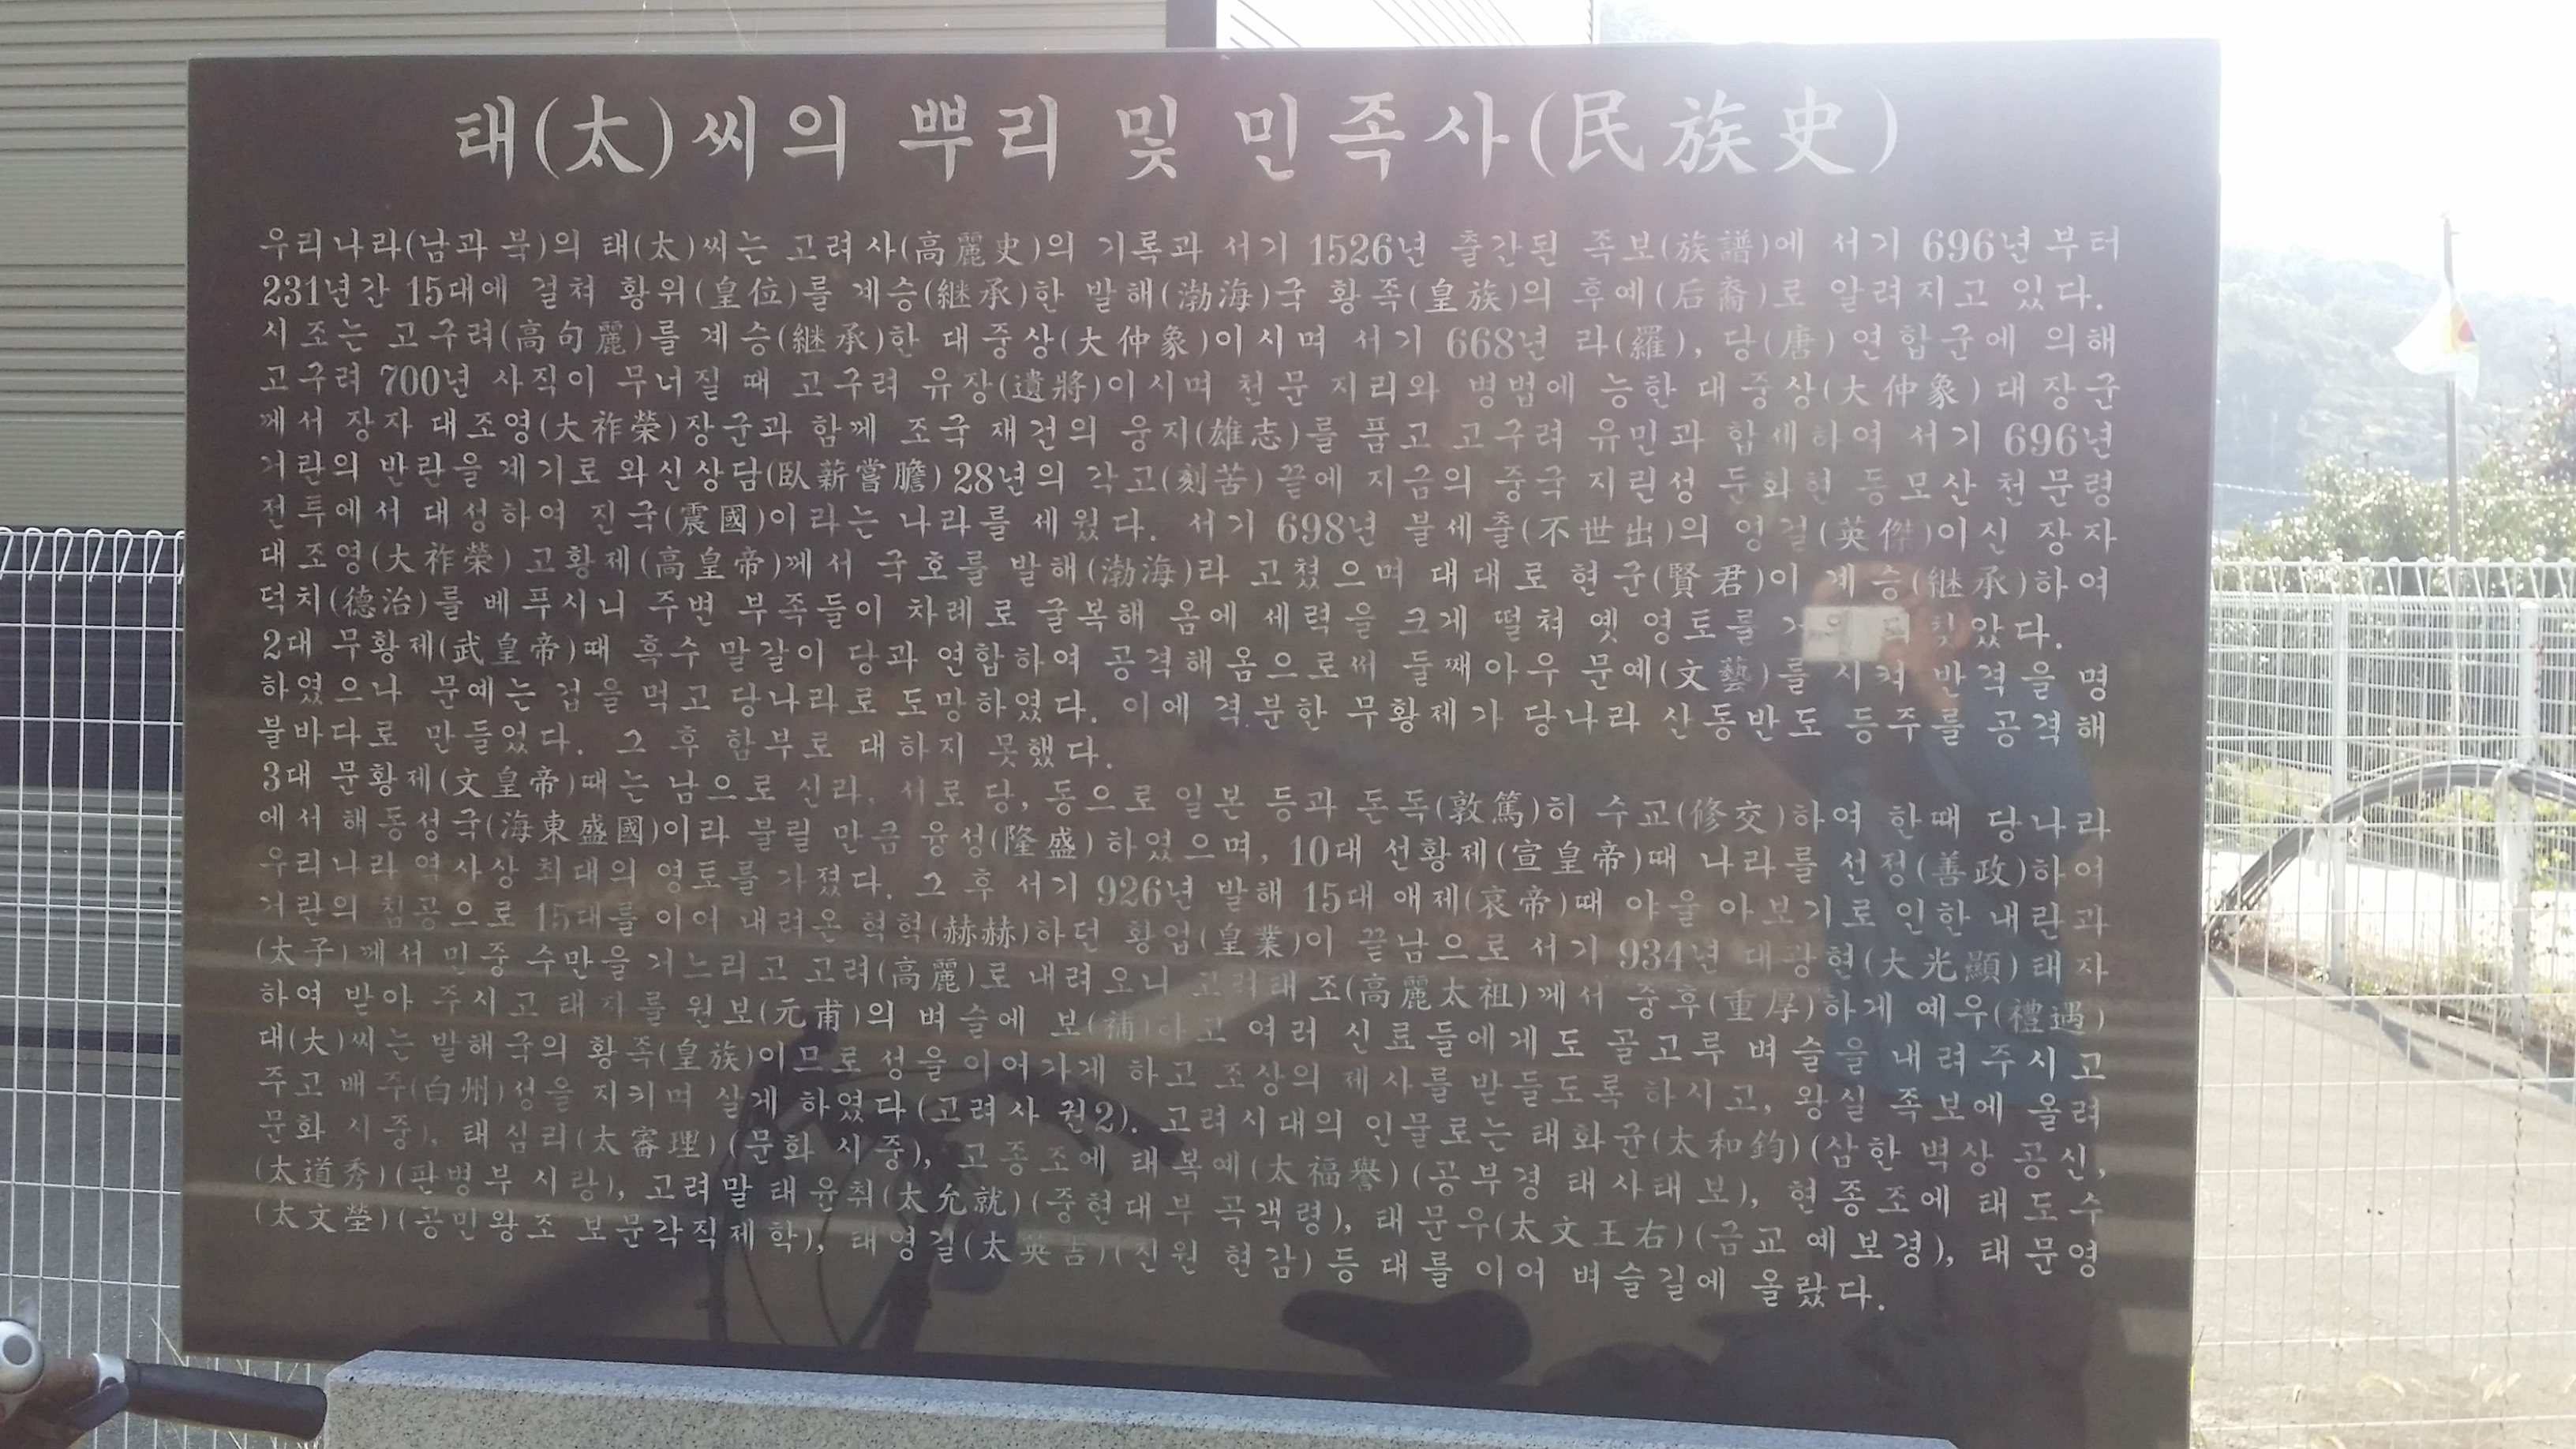 태(太)씨의 뿌리 및 민족사(民族史)
우리나라(남과 북)의 태(太)씨는 고려사(高麗史)의 기록과 서기 1526년 출간된 족보(族譜)에 서기 696년 부터
231년간 15대에 걸쳐 황위(皇位)를 계승(継承)한 발해(渤海)국 황족(皇族)의 후예(后裔)로 알려지고 있다.
시조는 고구려(高句麗)를 계승(継承)한 대중상(大仲象)이시며 서기 668년 라(羅), 당(唐) 연합군에 의해
고구려 700년 사직이 무너질 때 고구려 유장(遺將)이시며 천문 지리와 병법에 능한 대중상(大仲象) 대장군
께서 장자 대조영(大祚榮)장군과 함께 조국 재건의 웅지(雄志)를 품고 고구려 유민과 합세하여 서기 696년
거란의 반란을 계기로 와신상담(臥薪嘗膽) 28년의 각고(刻苦) 끝에 지금의 중국 지린성 둔화현 동모산 천문령
전투에서 대성하여 진국(震國)이라는 나라를 세웠다. 서기 698년 불세출(不世出)의 영걸(英傑)이신 장자
대조영(大祚榮) 고황제(高皇帝)께서 국호를 발해(渤海)라 고쳤으며 대대로 현군(賢君)이 계승(継承)하여
덕치(德治)를 베푸시니 주변 부족들이 차례로 굴복해 옴에 세력을 크게 떨쳐 옛 영토를 거의 다 찾았다.
2대 무황제(武皇帝)때 흑수 말갈이 당과 연합하여 공격해옴으로써 둘째아우 문예(文藝)를 시켜 반격을 명
하였으나 문예는 겁을 먹고 당나라로 도망하였다. 이에 격분한 무황제가 당나라 산동반도 등주를 공격해
불바다로 만들었다. 그 후 함부로 대하지 못했다.
3대 문황제(文皇帝)때는 남으로 신라, 서로 당, 동으로 일본 등과 돈독(敦篤)히 수교(修交)하여 한때 당나라
에서 해동성국(海東盛國)이라 불릴 만큼 융성(隆盛)하였으며, 10대 선황제(宣皇帝)때 나라를 선정(善政)하여
우리나라 역사상 최대의 영토를 가졌다. 그 후 서기 926년 발해 15대 애제(哀帝)때 야율아보기로 인한 내란과
거란의 침공으로 15대를 이어 내려온 혁혁(赫赫)하던 황업(皇業)이 끝남으로 서기 934년 대광현(大光顯)태자
(太子)께서 민중 수만을 거느리고 고려(高麗)로 내려오니 고려태조(高麗太祖)께서 중후(重厚)하게 예우(禮遇)
하여 받아 주시고 태자를 원보(元甫)의 벼슬에 보(補)하고 여러 신료들에게도 골고루 벼슬을 내려주시고
대(大)씨는 발해국의 황족(皇族)이므로 성을 이어가게 하고 조상의 제사를 받들도록 하시고, 왕실 족보에 올려
주고 배주(白州)성을 지키며 살게 하였다(고려사 권2). 고려시대의 인물로는 태화균(太和鈞)(삼한 벽상 공신,
문화 시중), 태심리(太審理)(문화 시중), 고종조에 태복예(太福譽)(공부경 태사태보), 현종조에 태도수
(太道秀)(판병부시랑), 고려말 태윤취(太允就)(중현대부 곡객령), 태문우(太文王右)(금교 예보경), 태문영
(太文瑩)(공민왕조 보문각직제학), 태영길(太英吉)(진원 현감) 등 대를 이어 벼슬길에 올랐다.